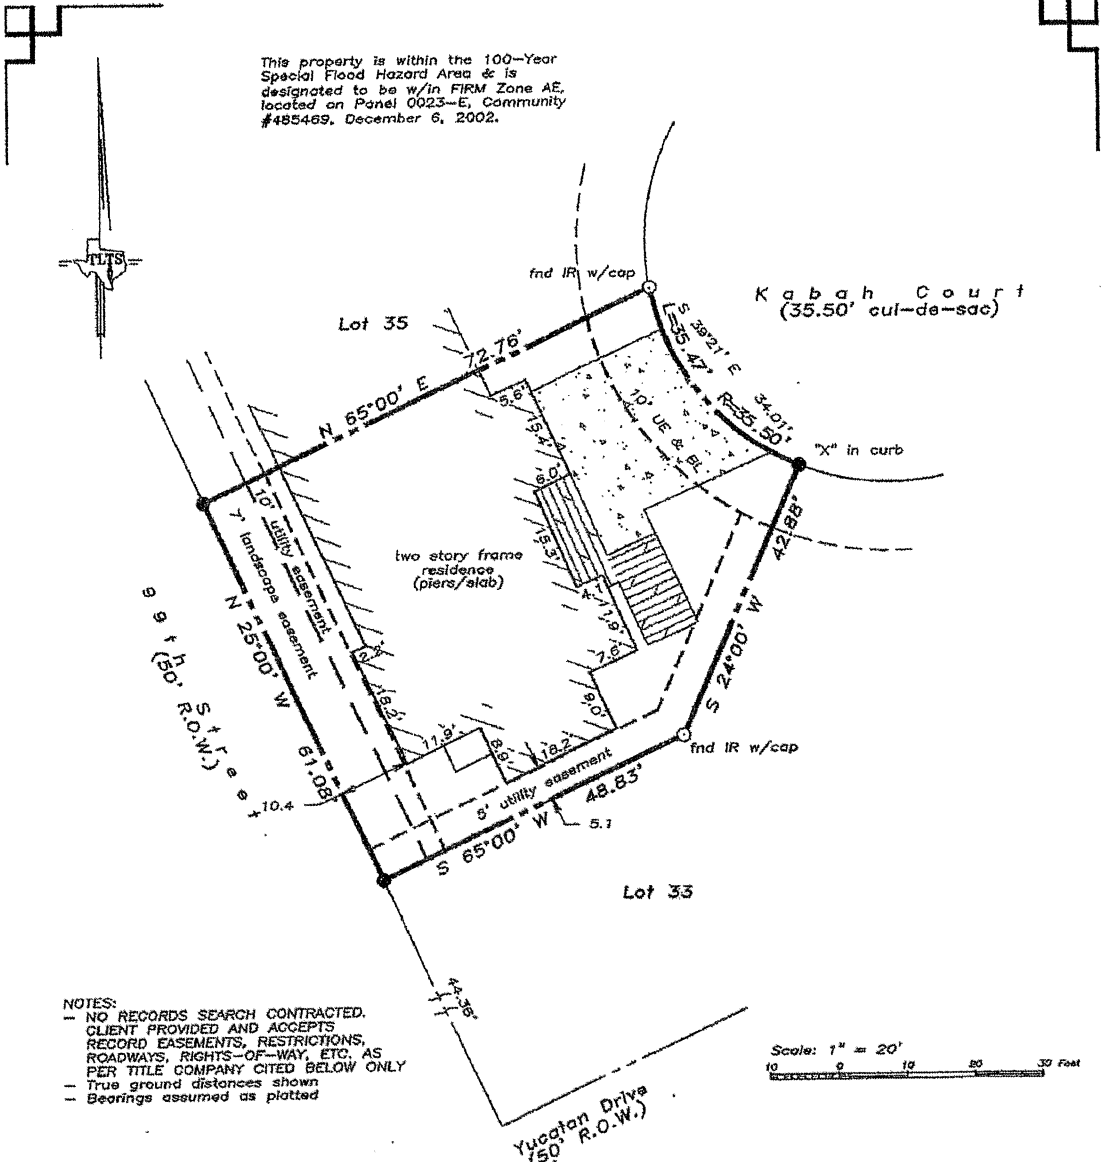 This property is within the 100-Year
Special Flood Hazard Area & is
designated to be w/in FIRM Zone AE,
located on Panel 0023-E, Community
#485469, December 6, 2002.
TLTS
fnd IR w/cap
Kabah Court
(35.50' cul-de-sac)
Lot 35
72.76'
N 65°00' E
S 39°21' E
34.01'
L=35.47'
R=35.50'
"X" in curb
10' UE & BL
5.6'
15.4'
6.0'
15.3'
4.1'
11.9'
7.6'
9.0'
two story frame
residence
(piers/slab)
10' utility easement
7' landscape easement
N 25°00' W
61.08'
99th Street
(50' R.O.W.)
2.2'
18.2'
11.9'
8.9'
18.2'
10.4
5' utility easement
5.1
S 65°00' W
48.83'
42.88'
S 24°00' W
fnd IR w/cap
Lot 33
44.36'
Yucatan Drive
(50' R.O.W.)
NOTES:
- NO RECORDS SEARCH CONTRACTED.
CLIENT PROVIDED AND ACCEPTS
RECORD EASEMENTS, RESTRICTIONS,
ROADWAYS, RIGHTS-OF-WAY, ETC. AS
PER TITLE COMPANY CITED BELOW ONLY
- True ground distances shown
- Bearings assumed as platted
Scale: 1" = 20'
10 0 10 20 30 Feet